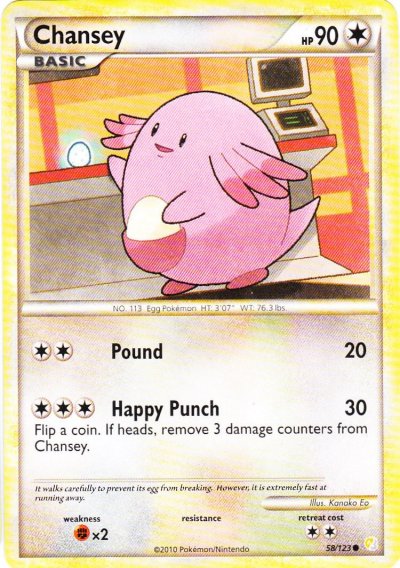 Chansey
HP 90
BASIC
NO. 113 Egg Pokémon HT: 3'07" WT: 76.3 lbs.
Pound 20
Happy Punch 30
Flip a coin. If heads, remove 3 damage counters from
Chansey.
It walks carefully to prevent its egg from breaking. However, it is extremely fast at
running away.
Illus. Kanako Eo
weakness resistance retreat cost
×2
58/123
©2010 Pokémon/Nintendo